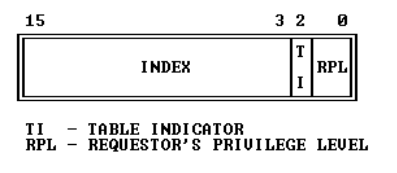 15 3 2 0
INDEX
T
I
RPL
TI - TABLE INDICATOR
RPL - REQUESTOR'S PRIVILEGE LEVEL